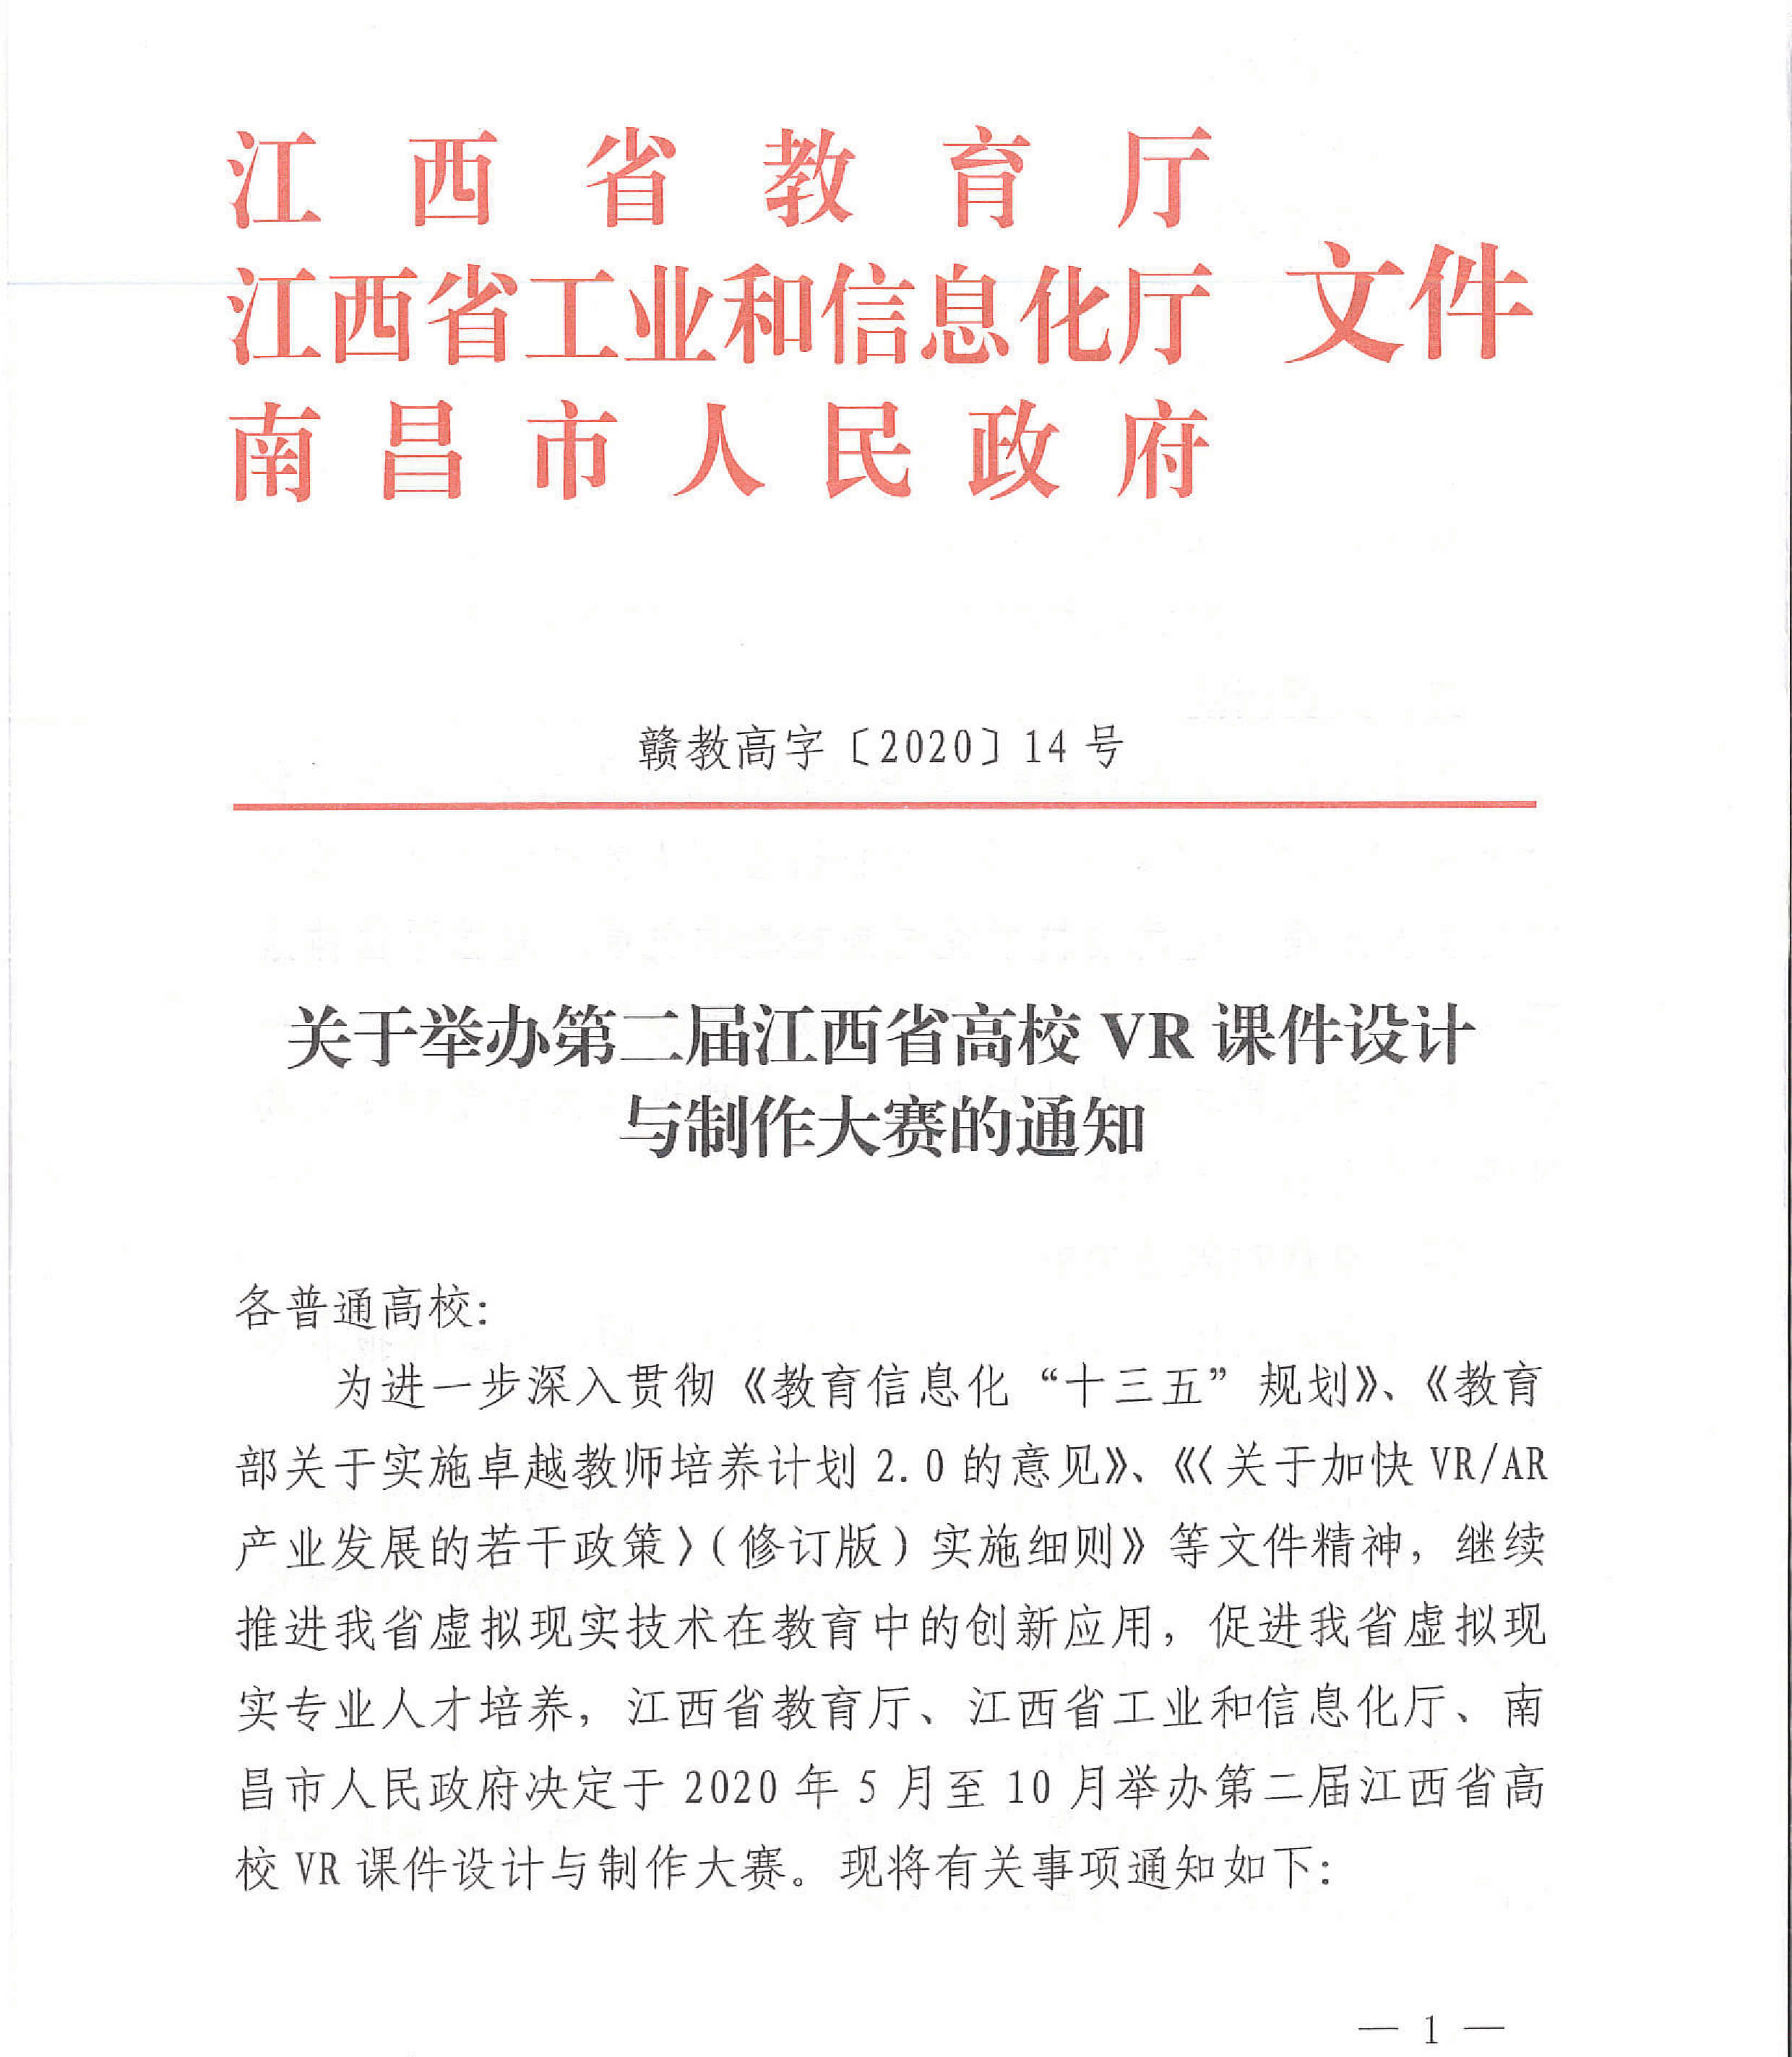 江西省教育厅
江西省工业和信息化厅 文件
南昌市人民政府
赣教高字〔2020〕14 号
关于举办第二届江西省高校 VR 课件设计
与制作大赛的通知
各普通高校：
为进一步深入贯彻《教育信息化“十三五”规划》、《教育
部关于实施卓越教师培养计划 2.0 的意见》、《〈关于加快 VR/AR
产业发展的若干政策〉（修订版）实施细则》等文件精神，继续
推进我省虚拟现实技术在教育中的创新应用，促进我省虚拟现
实专业人才培养，江西省教育厅、江西省工业和信息化厅、南
昌市人民政府决定于 2020 年 5 月至 10 月举办第二届江西省高
校 VR 课件设计与制作大赛。现将有关事项通知如下：
— 1 —